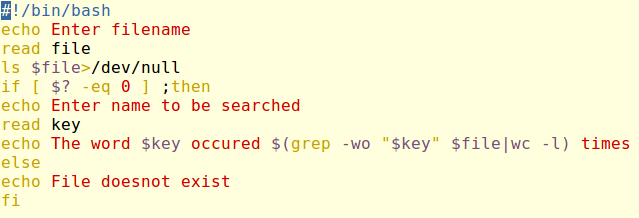 #!/bin/bash
echo Enter filename
read file
ls $file>/dev/null
if [ $? -eq 0 ] ;then
echo Enter name to be searched
read key
echo The word $key occured $(grep -wo "$key" $file|wc -l) times
else
echo File doesnot exist
fi